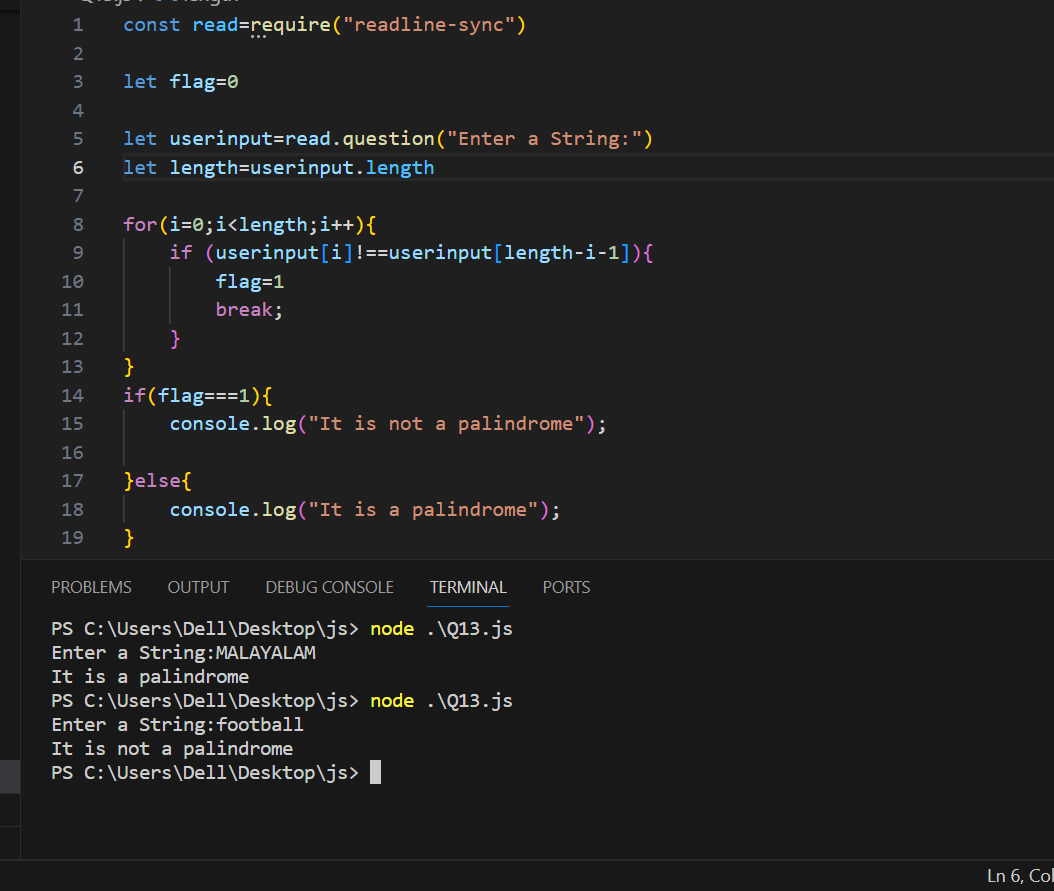 1 const read=require("readline-sync")
2
3 let flag=0
4
5 let userinput=read.question("Enter a String:")
6 let length=userinput.length
7
8 for(i=0;i<length;i++){
9 if (userinput[i]!==userinput[length-i-1]){
10 flag=1
11 break;
12 }
13 }
14 if(flag===1){
15 console.log("It is not a palindrome");
16
17 }else{
18 console.log("It is a palindrome");
19 }
PROBLEMS OUTPUT DEBUG CONSOLE TERMINAL PORTS
PS C:\Users\Dell\Desktop\js> node .\Q13.js
Enter a String:MALAYALAM
It is a palindrome
PS C:\Users\Dell\Desktop\js> node .\Q13.js
Enter a String:football
It is not a palindrome
PS C:\Users\Dell\Desktop\js>
Ln 6, Co